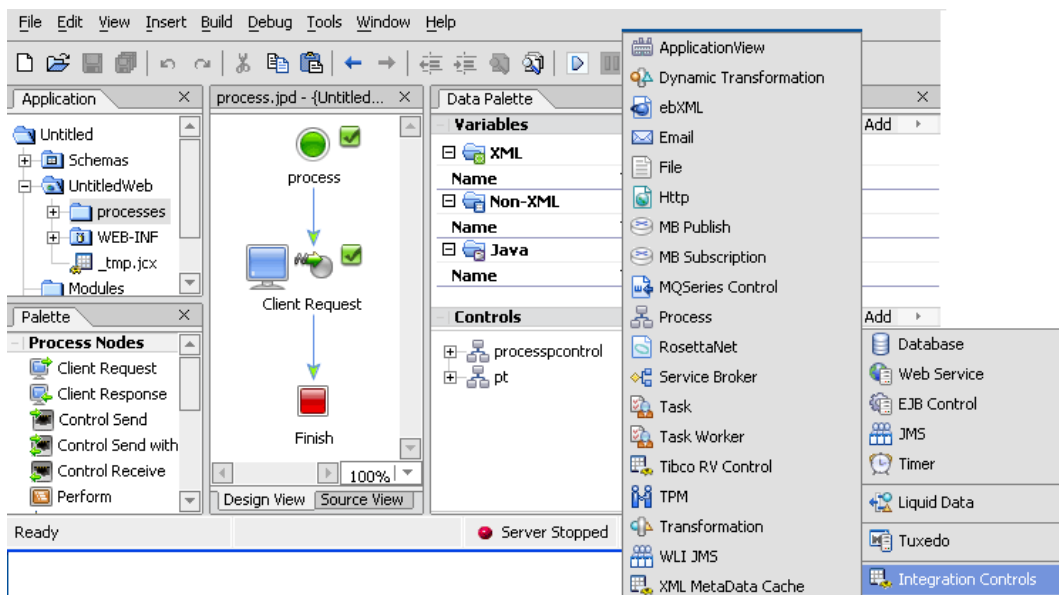 File Edit View Insert Build Debug Tools Window Help
Application
Untitled
Schemas
UntitledWeb
processes
WEB-INF
_tmp.jcx
Modules
Palette
Process Nodes
Client Request
Client Response
Control Send
Control Send with
Control Receive
Perform
process.jpd - {Untitled...
process
Client Request
Finish
100%
Design View Source View
Data Palette
Variables
Add
XML
Name
Non-XML
Name
Java
Name
Controls
Add
processpcontrol
pt
ApplicationView
Dynamic Transformation
ebXML
Email
File
Http
MB Publish
MB Subscription
MQSeries Control
Process
RosettaNet
Service Broker
Task
Task Worker
Tibco RV Control
TPM
Transformation
WLI JMS
XML MetaData Cache
Database
Web Service
EJB Control
JMS
Timer
Liquid Data
Tuxedo
Integration Controls
Ready
Server Stopped